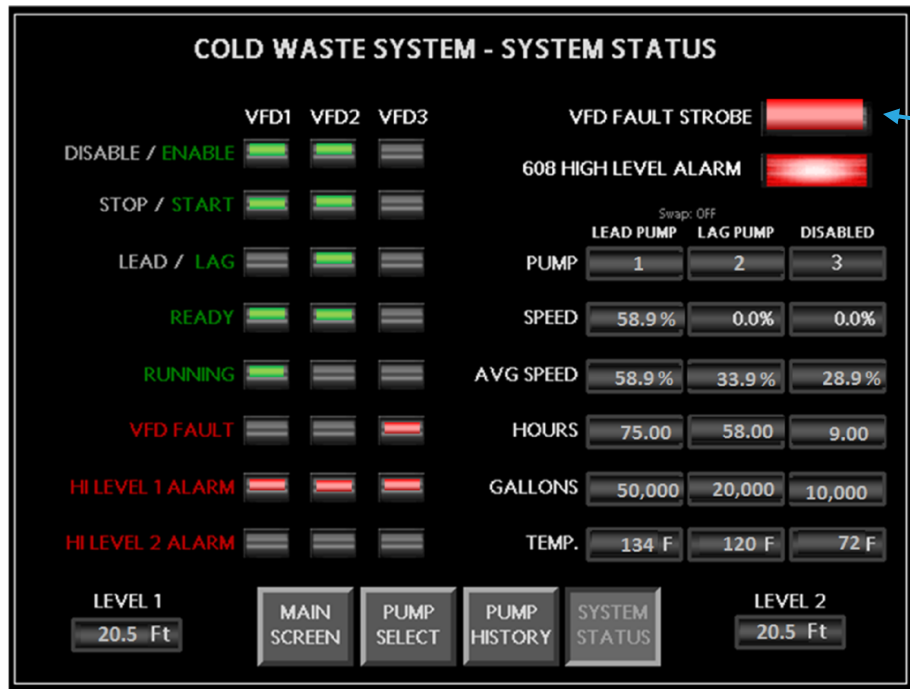 COLD WASTE SYSTEM - SYSTEM STATUS
VFD1 VFD2 VFD3
DISABLE / ENABLE
STOP / START
LEAD / LAG
READY
RUNNING
VFD FAULT
HI LEVEL 1 ALARM
HI LEVEL 2 ALARM
VFD FAULT STROBE
608 HIGH LEVEL ALARM
Swap: OFF
LEAD PUMP LAG PUMP DISABLED
PUMP 1 2 3
SPEED 58.9% 0.0% 0.0%
AVG SPEED 58.9% 33.9% 28.9%
HOURS 75.00 58.00 9.00
GALLONS 50,000 20,000 10,000
TEMP. 134 F 120 F 72 F
LEVEL 1
20.5 Ft
MAIN
SCREEN
PUMP
SELECT
PUMP
HISTORY
SYSTEM
STATUS
LEVEL 2
20.5 Ft